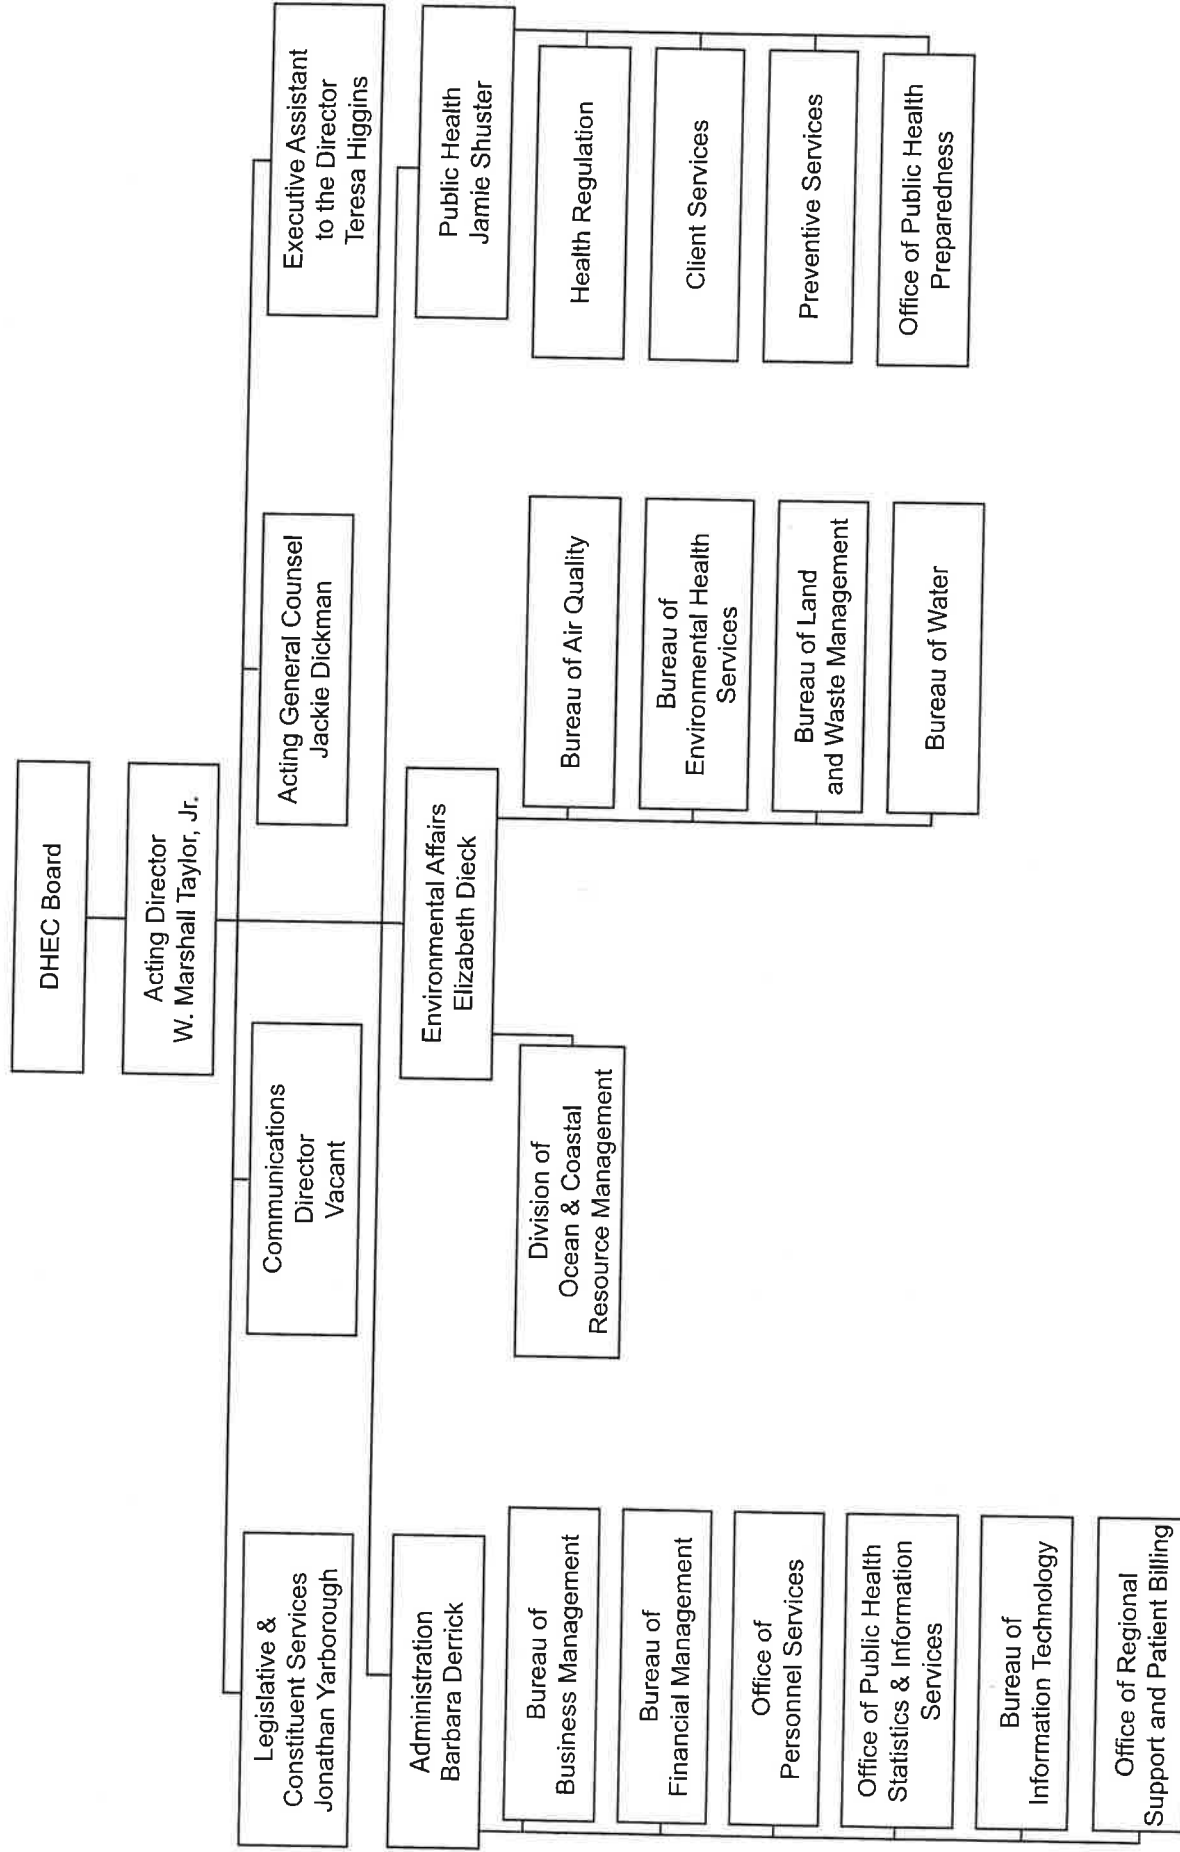 DHEC Board
Acting Director
W. Marshall Taylor, Jr.
Legislative &
Constituent Services
Jonathan Yarborough
Communications
Director
Vacant
Acting General Counsel
Jackie Dickman
Executive Assistant
to the Director
Teresa Higgins
Administration
Barbara Derrick
Bureau of
Business Management
Bureau of
Financial Management
Office of
Personnel Services
Office of Public Health
Statistics & Information
Services
Bureau of
Information Technology
Office of Regional
Support and Patient Billing
Environmental Affairs
Elizabeth Dieck
Division of
Ocean & Coastal
Resource Management
Bureau of Air Quality
Bureau of
Environmental Health
Services
Bureau of Land
and Waste Management
Bureau of Water
Public Health
Jamie Shuster
Health Regulation
Client Services
Preventive Services
Office of Public Health
Preparedness